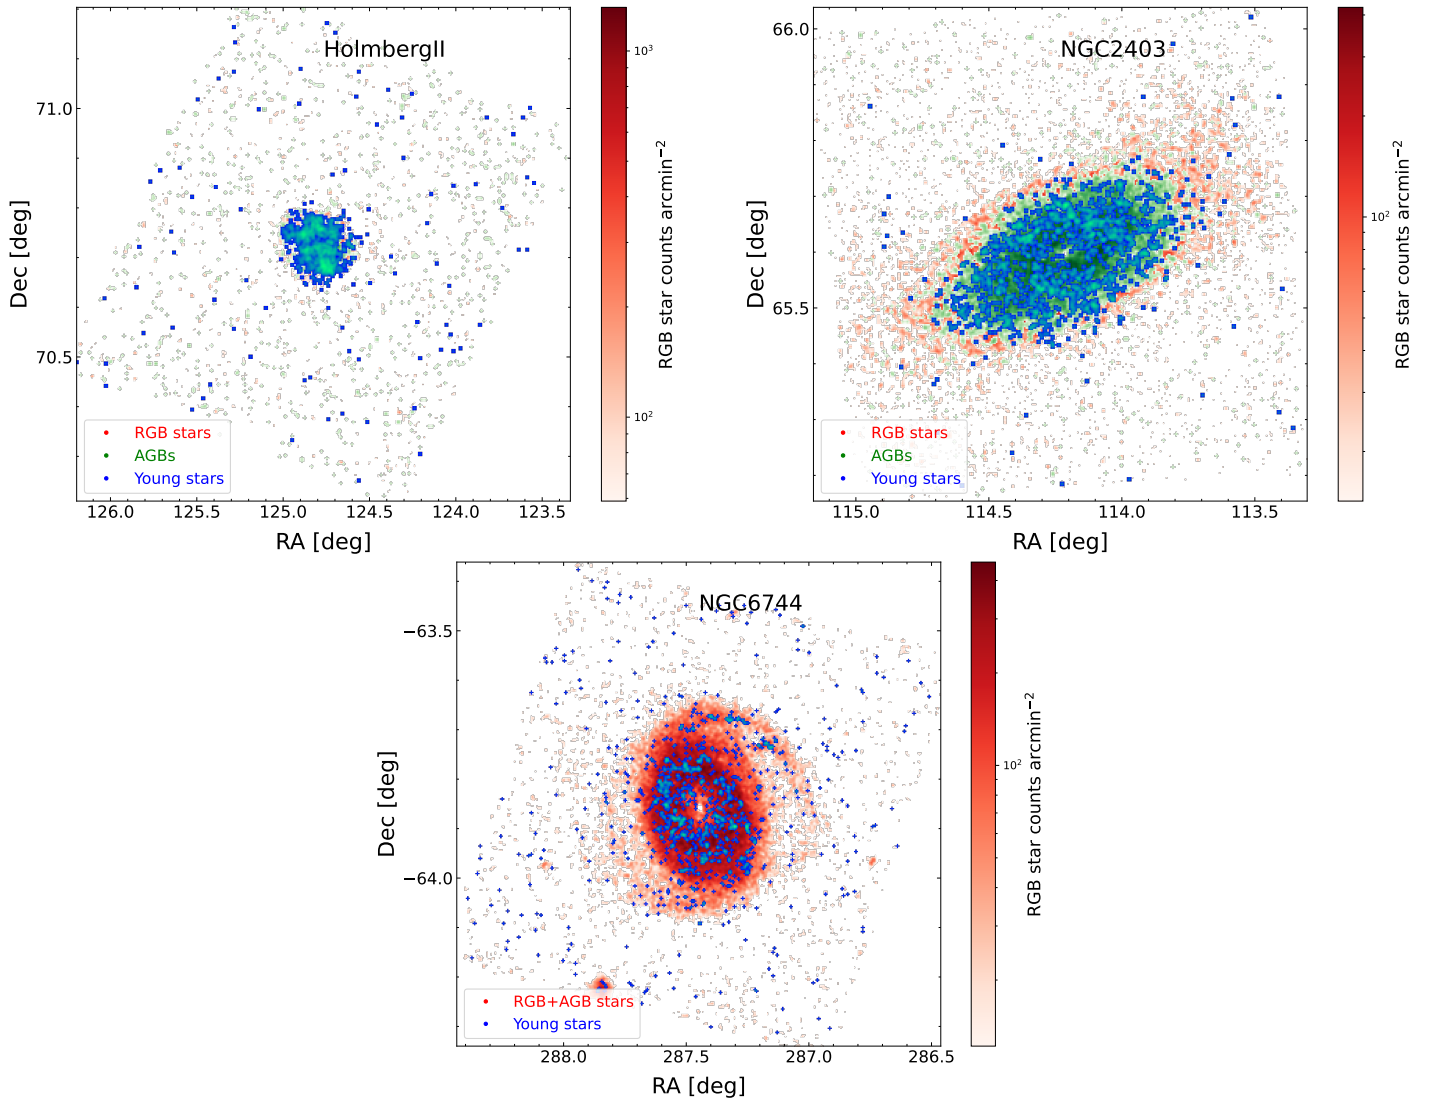 HolmbergII
71.0
70.5
Dec [deg]
126.0 125.5 125.0 124.5 124.0 123.5
RA [deg]
RGB stars
AGBs
Young stars
10³
10²
RGB star counts arcmin⁻²
NGC2403
66.0
65.5
Dec [deg]
115.0 114.5 114.0 113.5
RA [deg]
RGB stars
AGBs
Young stars
10²
RGB star counts arcmin⁻²
NGC6744
−63.5
−64.0
Dec [deg]
288.0 287.5 287.0 286.5
RA [deg]
RGB+AGB stars
Young stars
10²
RGB star counts arcmin⁻²